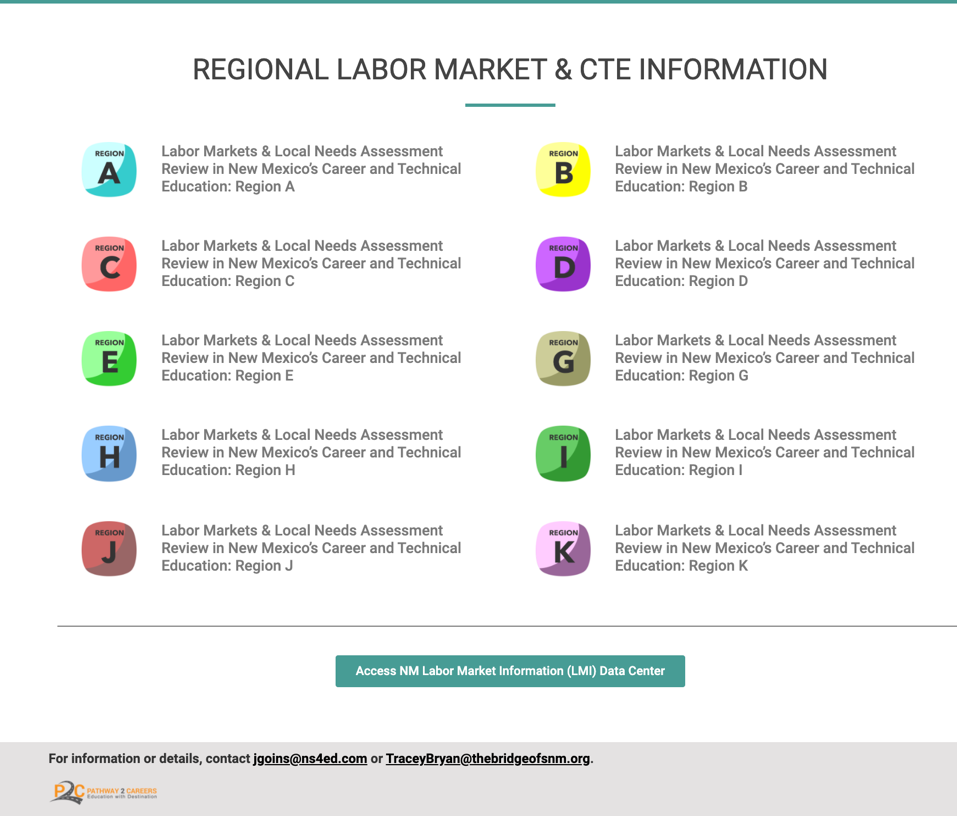 REGIONAL LABOR MARKET & CTE INFORMATION
REGION
A
Labor Markets & Local Needs Assessment
Review in New Mexico’s Career and Technical
Education: Region A
REGION
B
Labor Markets & Local Needs Assessment
Review in New Mexico’s Career and Technical
Education: Region B
REGION
C
Labor Markets & Local Needs Assessment
Review in New Mexico’s Career and Technical
Education: Region C
REGION
D
Labor Markets & Local Needs Assessment
Review in New Mexico’s Career and Technical
Education: Region D
REGION
E
Labor Markets & Local Needs Assessment
Review in New Mexico’s Career and Technical
Education: Region E
REGION
G
Labor Markets & Local Needs Assessment
Review in New Mexico’s Career and Technical
Education: Region G
REGION
H
Labor Markets & Local Needs Assessment
Review in New Mexico’s Career and Technical
Education: Region H
REGION
I
Labor Markets & Local Needs Assessment
Review in New Mexico’s Career and Technical
Education: Region I
REGION
J
Labor Markets & Local Needs Assessment
Review in New Mexico’s Career and Technical
Education: Region J
REGION
K
Labor Markets & Local Needs Assessment
Review in New Mexico’s Career and Technical
Education: Region K
Access NM Labor Market Information (LMI) Data Center
For information or details, contact jgoins@ns4ed.com or TraceyBryan@thebridgeofsnm.org.
P2C PATHWAY 2 CAREERS
Education with Destination